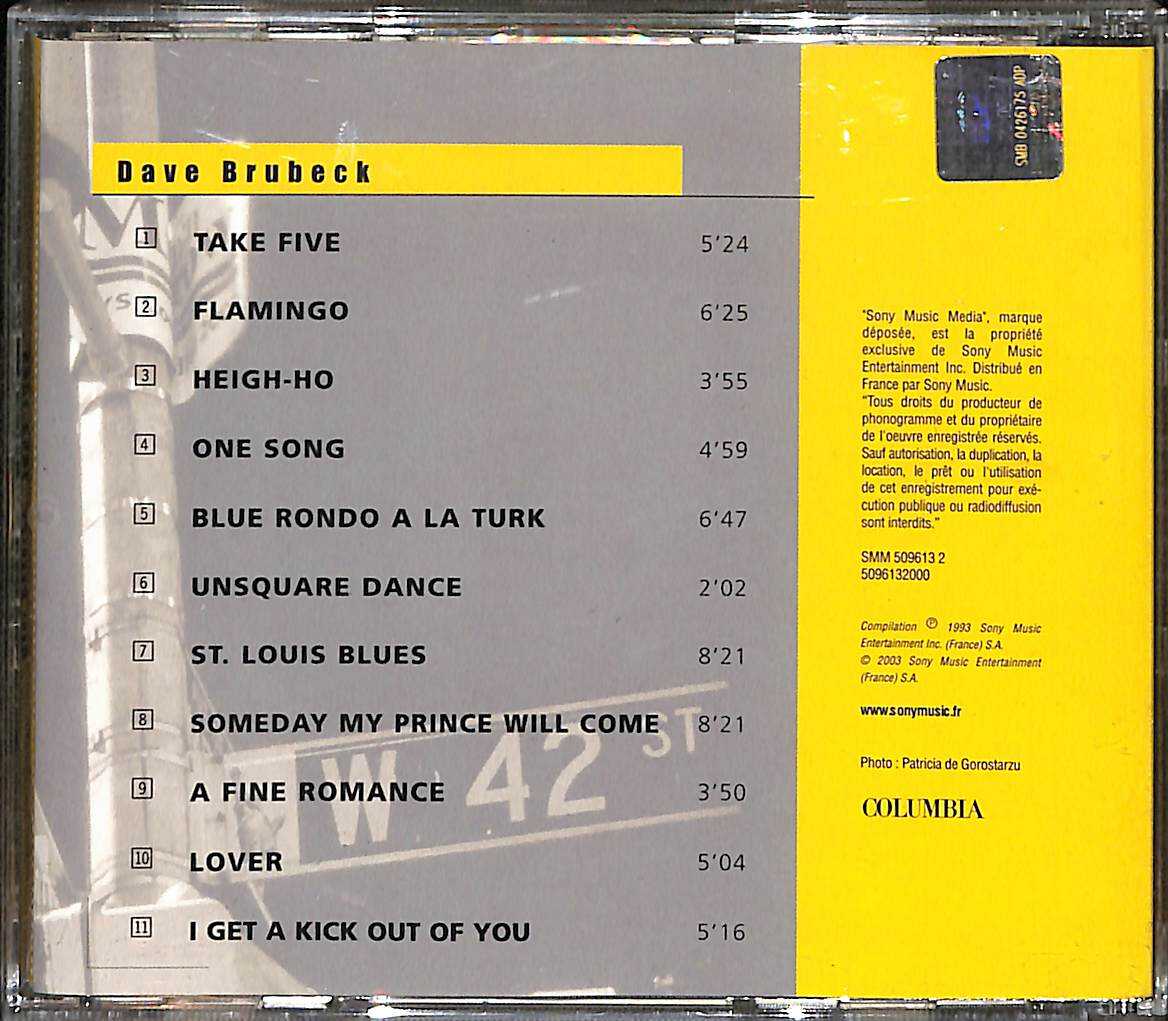 SMB 0426175 AOP
Dave Brubeck
1 TAKE FIVE 5'24
2 FLAMINGO 6'25
3 HEIGH-HO 3'55
4 ONE SONG 4'59
5 BLUE RONDO A LA TURK 6'47
6 UNSQUARE DANCE 2'02
7 ST. LOUIS BLUES 8'21
8 SOMEDAY MY PRINCE WILL COME 8'21
9 A FINE ROMANCE 3'50
10 LOVER 5'04
11 I GET A KICK OUT OF YOU 5'16
W 42 ST
"Sony Music Media", marque
déposée, est la propriété
exclusive de Sony Music
Entertainment Inc. Distribué en
France par Sony Music.
"Tous droits du producteur de
phonogramme et du propriétaire
de l'oeuvre enregistrée réservés.
Sauf autorisation, la duplication, la
location, le prêt ou l'utilisation
de cet enregistrement pour exé-
cution publique ou radiodiffusion
sont interdits."
SMM 509613 2
5096132000
Compilation ℗ 1993 Sony Music
Entertainment Inc. (France) S.A.
© 2003 Sony Music Entertainment
(France) S.A.
www.sonymusic.fr
Photo : Patricia de Gorostarzu
COLUMBIA